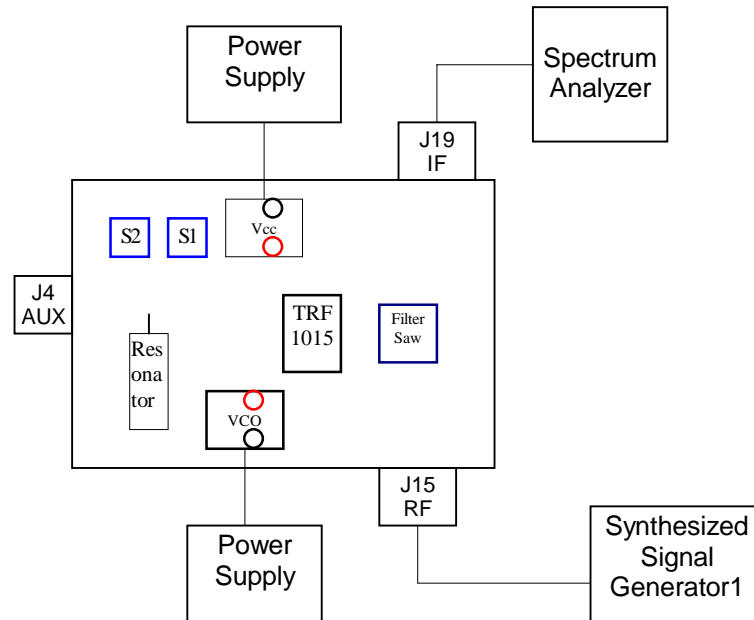 Power
Supply
Spectrum
Analyzer
J19
IF
S2
S1
Vcc
J4
AUX
TRF
1015
Filter
Saw
Res
ona
tor
VCO
J15
RF
Power
Supply
Synthesized
Signal
Generator1